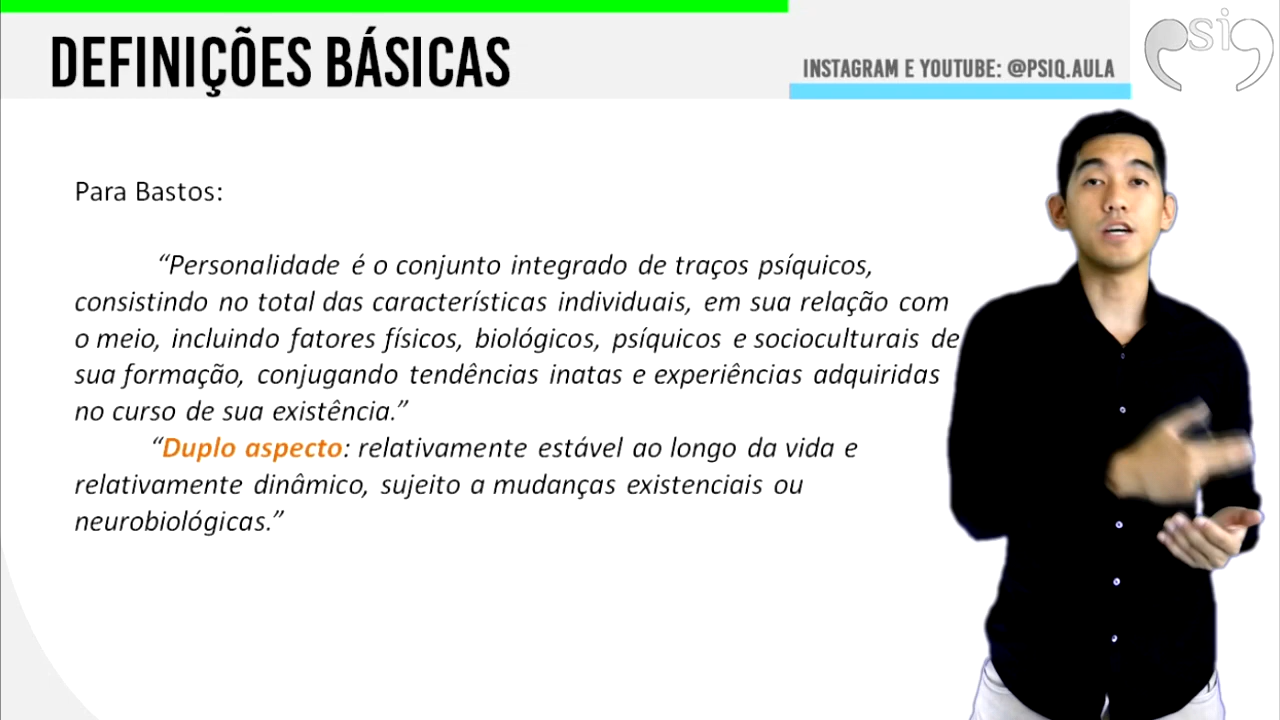 DEFINIÇÕES BÁSICAS
INSTAGRAM E YOUTUBE: @PSIQ.AULA
psiq
Para Bastos:
“Personalidade é o conjunto integrado de traços psíquicos,
consistindo no total das características individuais, em sua relação com
o meio, incluindo fatores físicos, biológicos, psíquicos e socioculturais de
sua formação, conjugando tendências inatas e experiências adquiridas
no curso de sua existência.”
“Duplo aspecto: relativamente estável ao longo da vida e
relativamente dinâmico, sujeito a mudanças existenciais ou
neurobiológicas.”